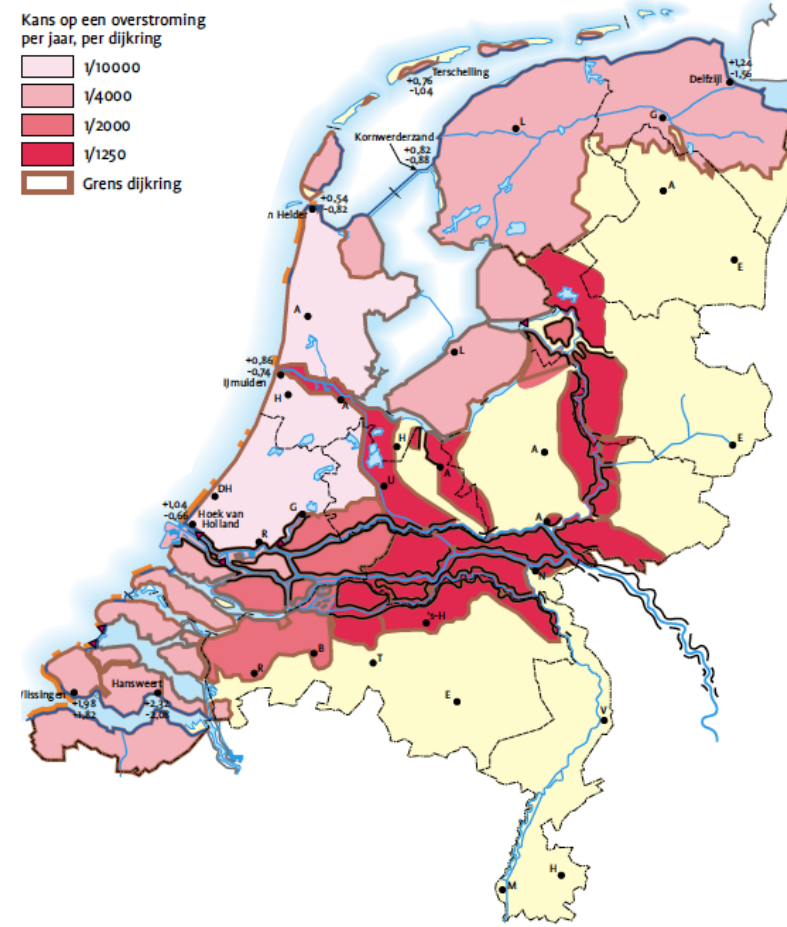 Kans op een overstroming
per jaar, per dijkring
1/10000
1/4000
1/2000
1/1250
Grens dijkring
+0,76
-1,04
Terschelling
+1,24
-1,56
Delfzijl
L
G
Kornwerderzand
+0,82
-0,88
A
+0,54
-0,82
n Helder
E
A
L
+0,86
-0,74
IJmuiden
H
A
H
A
A
E
U
DH
+1,04
-0,66
Hoek van
Holland
G
R
A
N
's-H
B
T
R
Hansweert
Vlissingen
+1,98
-1,82
+2,32
-2,08
E
V
M
H